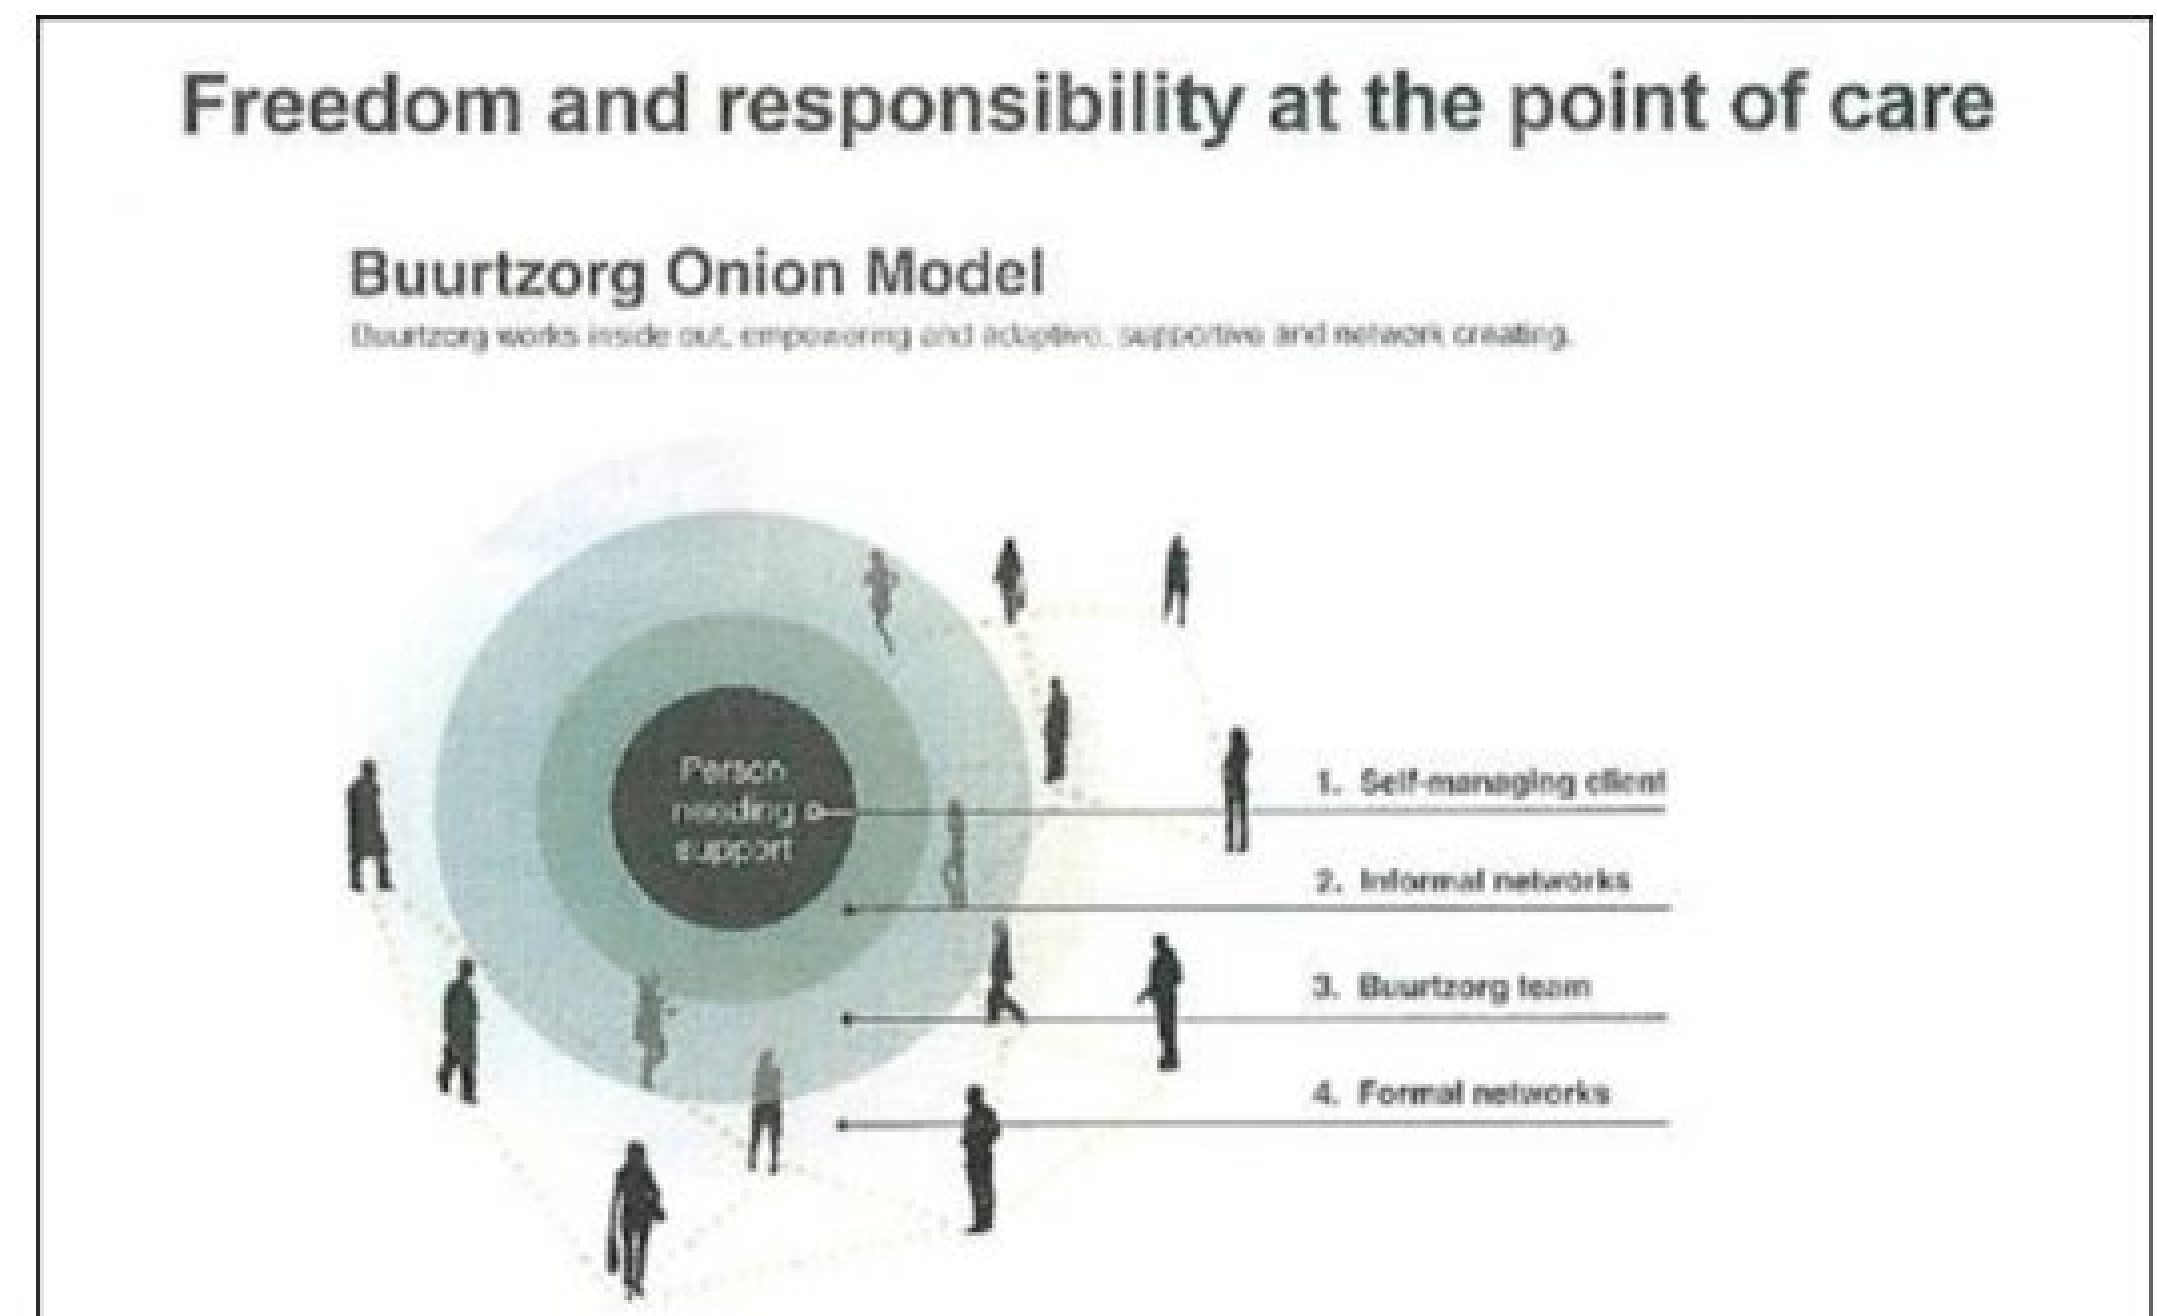 Freedom and responsibility at the point of care
Buurtzorg Onion Model
Buurtzorg works inside out, empowering and adaptive, supportive and network creating.
Person
needing
support
1. Self-managing client
2. Informal networks
3. Buurtzorg team
4. Formal networks